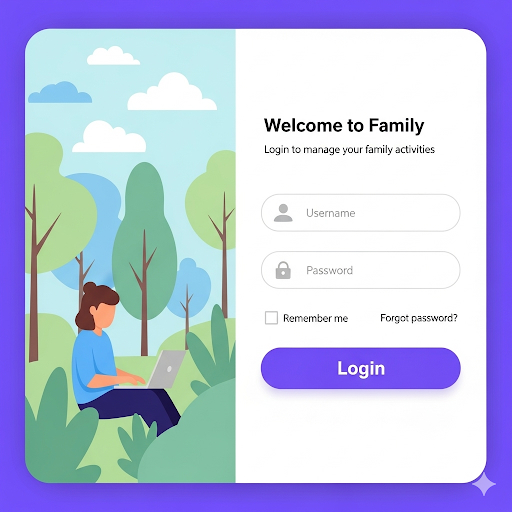 Welcome to Family
Login to manage your family activities
Username
Password
Remember me Forgot password?
Login